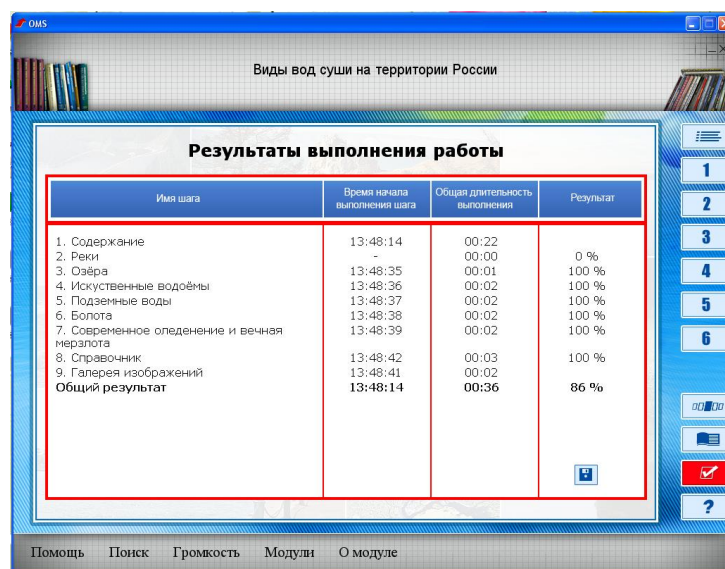 OMS
Виды вод суши на территории России
Результаты выполнения работы
Имя шага
Время начала
выполнения шага
Общая длительность
выполнения
Результат
1. Содержание 13:48:14 00:22
2. Реки - 00:00 0 %
3. Озёра 13:48:35 00:01 100 %
4. Искуственные водоёмы 13:48:36 00:02 100 %
5. Подземные воды 13:48:37 00:02 100 %
6. Болота 13:48:38 00:02 100 %
7. Современное оледенение и вечная 13:48:39 00:02 100 %
мерзлота
8. Справочник 13:48:42 00:03 100 %
9. Галерея изображений 13:48:41 00:02
Общий результат 13:48:14 00:36 86 %
1
2
3
4
5
6
?
Помощь Поиск Громкость Модули О модуле